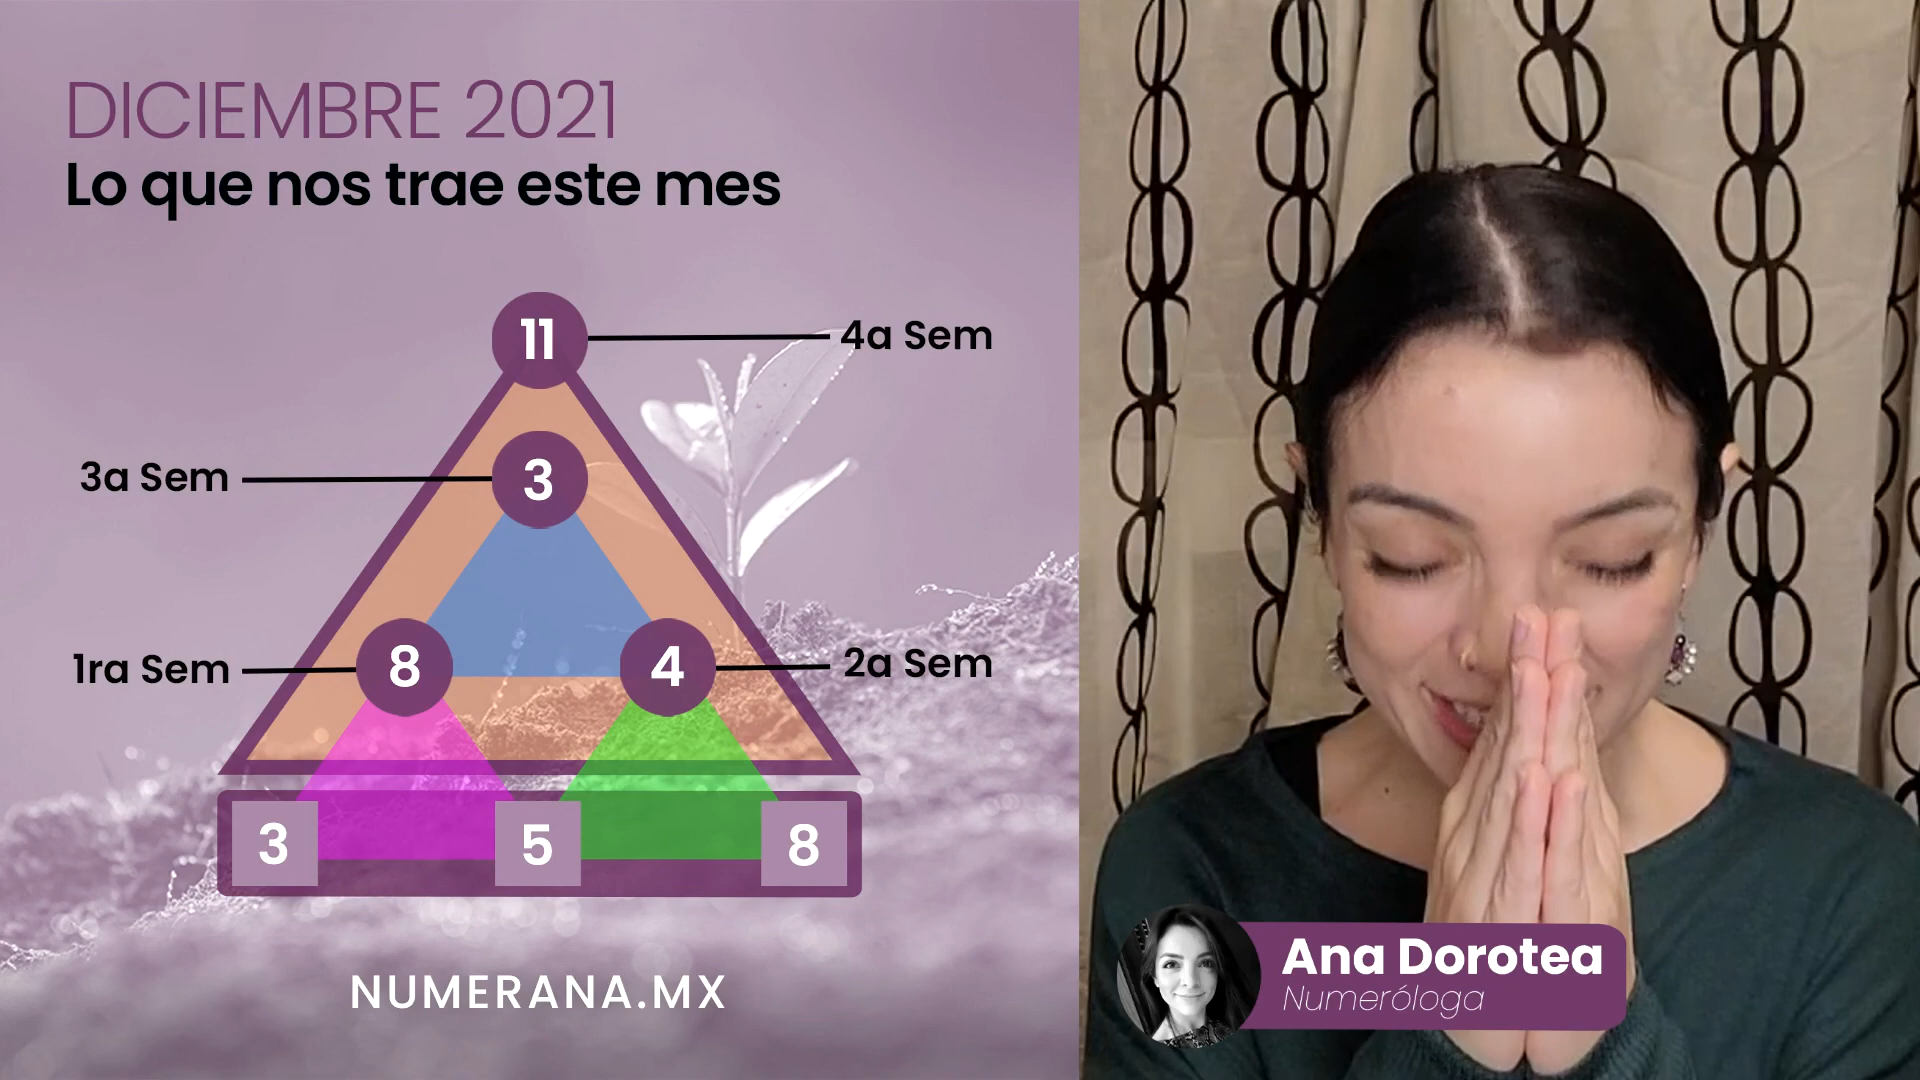 DICIEMBRE 2021
Lo que nos trae este mes
11
4a Sem
3a Sem
3
1ra Sem
8
4
2a Sem
3
5
8
NUMERANA.MX
Ana Dorotea
Numeróloga